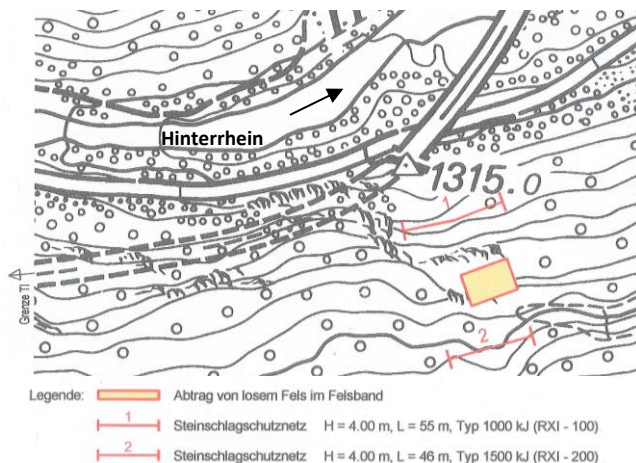 Hinterrhein
1315.0
1
Grenze TI
2
Legende: Abtrag von losem Fels im Felsband
1 Steinschlagschutznetz H = 4.00 m, L = 55 m, Typ 1000 kJ (RXI - 100)
2 Steinschlagschutznetz H = 4.00 m, L = 46 m, Typ 1500 kJ (RXI - 200)